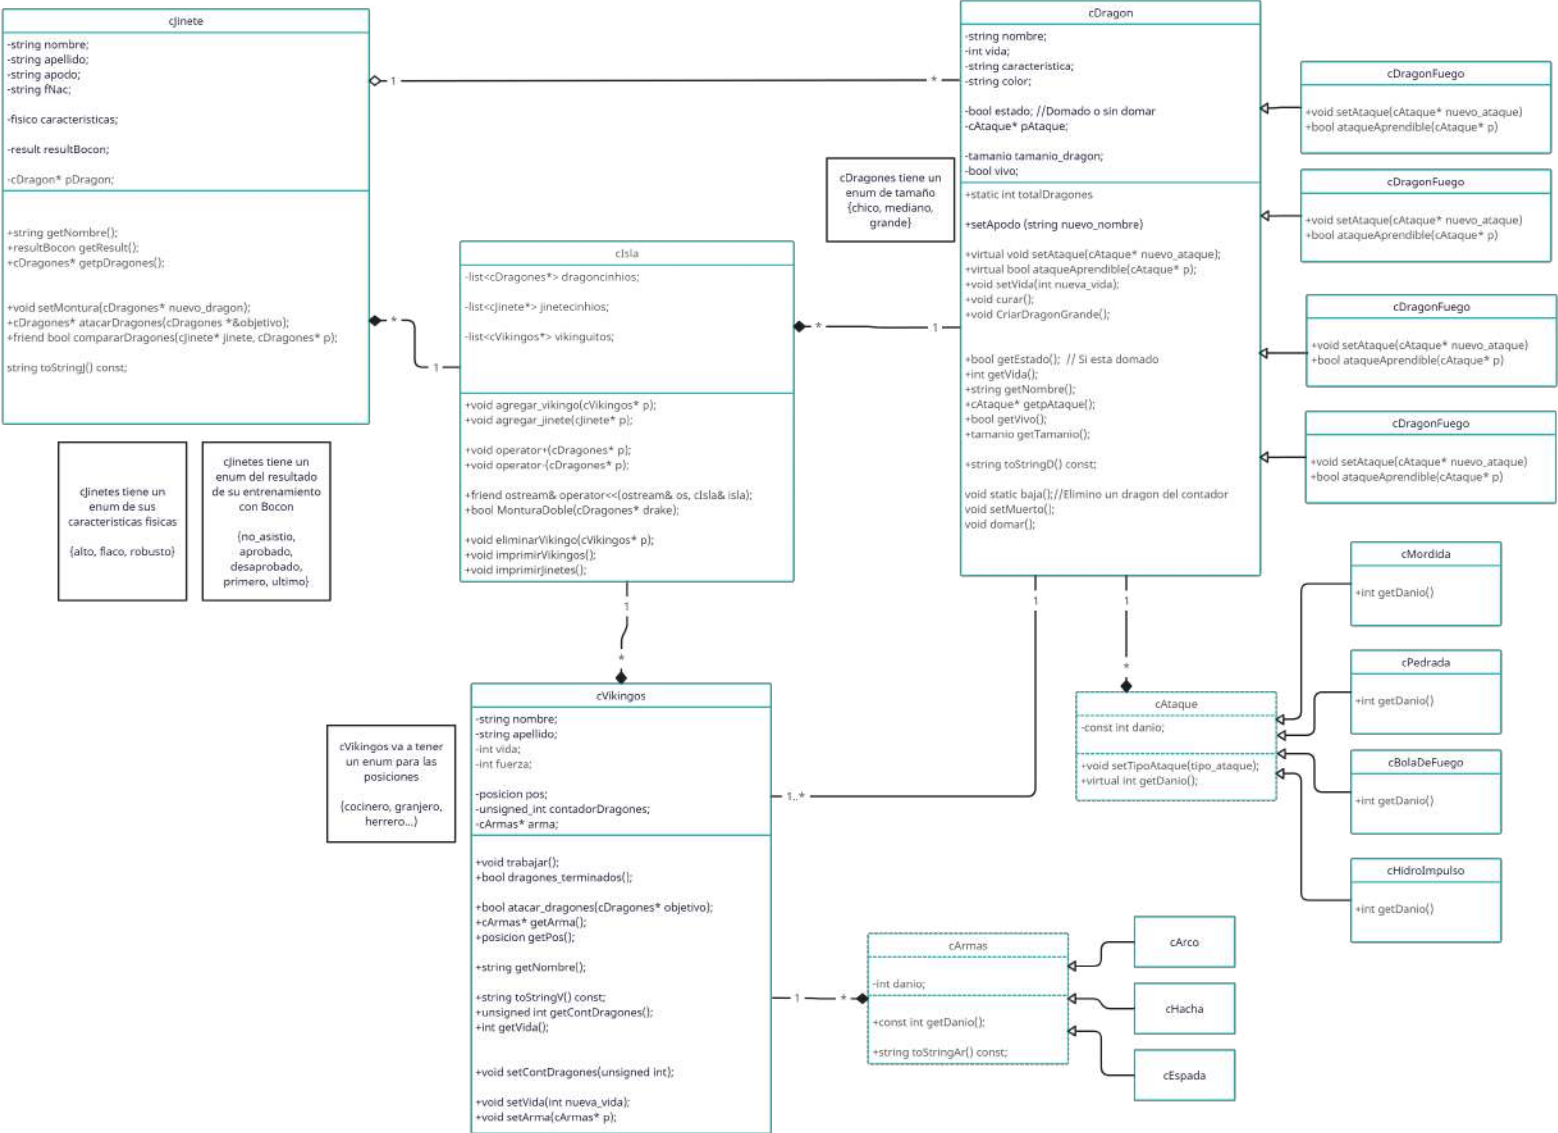 cJinete
-string nombre;
-string apellido;
-string apodo;
-string fNac;
-fisico caracteristicas;
-result resultBocon;
-cDragon* pDragon;
+string getNombre();
+resultBocon getResult();
+cDragones* getpDragones();
+void setMontura(cDragones* nuevo_dragon);
+cDragones* atacarDragones(cDragones *&objetivo);
+friend bool compararDragones(cJinete* jinete, cDragones* p);
string toStringJ() const;
1
*
*
1
cJinetes tiene un
enum de sus
caracteristicas fisicas
{alto, flaco, robusto}
cJinetes tiene un
enum del resultado
de su entrenamiento
con Bocon
{no_asistio,
aprobado,
desaprobado,
primero, ultimo}
cIsla
-list<cDragones*> dragoncinhios;
-list<cJinete*> jinetecinhios;
-list<cVikingos*> vikinguitos;
+void agregar_vikingo(cVikingos* p);
+void agregar_jinete(cJinete* p);
+void operator+(cDragones* p);
+void operator-(cDragones* p);
+friend ostream& operator<<(ostream& os, cIsla& isla);
+bool MonturaDoble(cDragones* drake);
+void eliminarVikingo(cVikingos* p);
+void imprimirVikingos();
+void imprimirJinetes();
*
1
1
*
cDragones tiene un
enum de tamaño
{chico, mediano,
grande}
cDragon
-string nombre;
-int vida;
-string caracteristica;
-string color;
-bool estado; //Domado o sin domar
-cAtaque* pAtaque;
-tamanio tamanio_dragon;
-bool vivo;
+static int totalDragones
+setApodo (string nuevo_nombre)
+virtual void setAtaque(cAtaque* nuevo_ataque);
+virtual bool ataqueAprendible(cAtaque* p);
+void setVida(int nueva_vida);
+void curar();
+void CriarDragonGrande();
+bool getEstado(); // Si esta domado
+int getVida();
+string getNombre();
+cAtaque* getpAtaque();
+bool getVivo();
+tamanio getTamanio();
+string toStringD() const;
void static baja();//Elimino un dragon del contador
void setMuerto();
void domar();
cDragonFuego
+void setAtaque(cAtaque* nuevo_ataque)
+bool ataqueAprendible(cAtaque* p)
cDragonFuego
+void setAtaque(cAtaque* nuevo_ataque)
+bool ataqueAprendible(cAtaque* p)
cDragonFuego
+void setAtaque(cAtaque* nuevo_ataque)
+bool ataqueAprendible(cAtaque* p)
cDragonFuego
+void setAtaque(cAtaque* nuevo_ataque)
+bool ataqueAprendible(cAtaque* p)
1
1
*
1..*
cVikingos va a tener
un enum para las
posiciones
{cocinero, granjero,
herrero...}
cVikingos
-string nombre;
-string apellido;
-int vida;
-int fuerza;
-posicion pos;
-unsigned_int contadorDragones;
-cArmas* arma;
+void trabajar();
+bool dragones_terminados();
+bool atacar_dragones(cDragones* objetivo);
+cArmas* getArma();
+posicion getPos();
+string getNombre();
+string toStringV() const;
+unsigned int getContDragones();
+int getVida();
+void setContDragones(unsigned int);
+void setVida(int nueva_vida);
+void setArma(cArmas* p);
1
*
cAtaque
-const int danio;
+void setTipoAtaque(tipo_ataque);
+virtual int getDanio();
cMordida
+int getDanio()
cPedrada
+int getDanio()
cBolaDeFuego
+int getDanio()
cHidroImpulso
+int getDanio()
cArmas
-int danio;
+const int getDanio();
+string toStringAr() const;
cArco
cHacha
cEspada